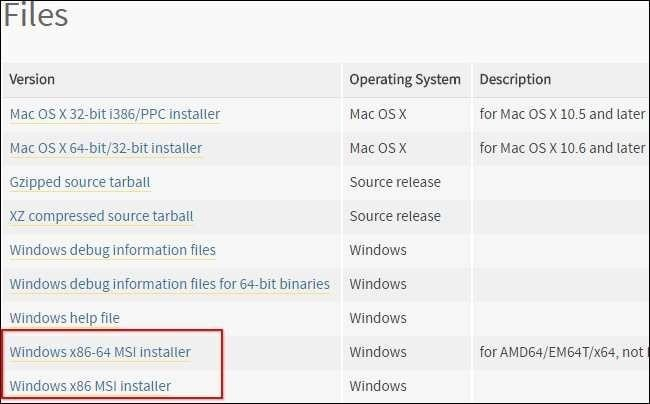 Files
Version Operating System Description
Mac OS X 32-bit i386/PPC installer Mac OS X for Mac OS X 10.5 and later
Mac OS X 64-bit/32-bit installer Mac OS X for Mac OS X 10.6 and later
Gzipped source tarball Source release
XZ compressed source tarball Source release
Windows debug information files Windows
Windows debug information files for 64-bit binaries Windows
Windows help file Windows
Windows x86-64 MSI installer Windows for AMD64/EM64T/x64, not
Windows x86 MSI installer Windows